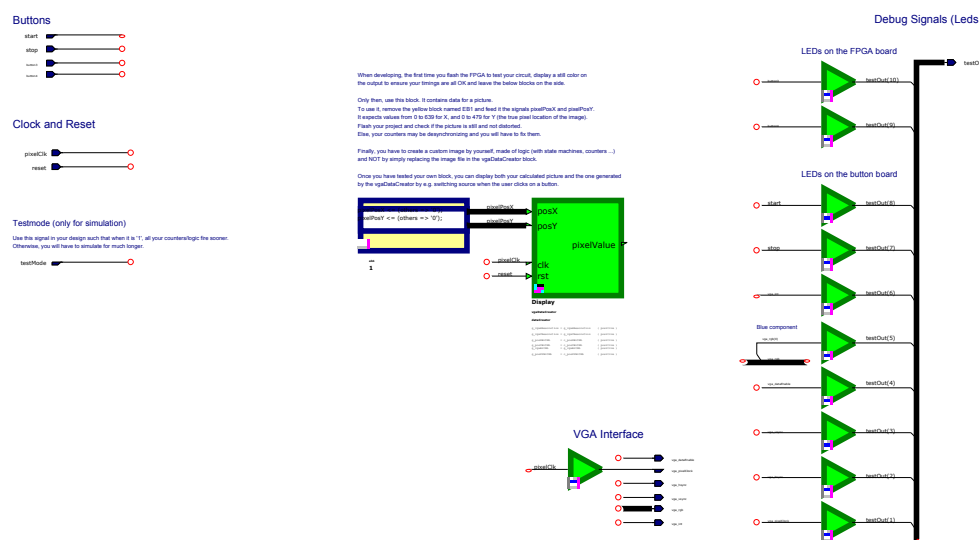 Buttons
start
stop
Clock and Reset
pixelClk
reset
Testmode (only for simulation)
Use this signal in your design such that when it is '1', all your counters/logic fire sooner.
Otherwise, you will have to simulate for much longer.
testMode
When developing, the first time you flash the FPGA to test your circuit, display a still color on
the output to ensure your timings are all OK and leave the below blocks on the side.
Only then, use this block. It contains data for a picture.
To use it, remove the yellow block named EB1 and feed it the signals pixelPosX and pixelPosY.
It expects values from 0 to 639 for X, and 0 to 479 for Y (the true pixel location of the image).
Flash your project and check if the picture is still and not distorted.
Else, your counters may be desynchronizing and you will have to fix them.
Finally, you have to create a custom image by yourself, made of logic (with state machines, counters ...)
and NOT by simply replacing the image file in the vgaDataCreator block.
Once you have tested your own block, you can display both your calculated picture and the one generated
by the vgaDataCreator by e.g. switching source when the user clicks on a button.
pixelPosY <= (others => '0');
1
pixelPosX
pixelPosY
pixelClk
reset
posX
posY
pixelValue
clk
rst
Display
vgaDataCreator
dataCreator
VGA Interface
pixelClk
vga_dataEnable
vga_pixelClock
vga_hsync
vga_vsync
vga_rgb
Debug Signals (Leds
LEDs on the FPGA board
testOut(10)
testO
testOut(9)
LEDs on the button board
start
testOut(8)
stop
testOut(7)
testOut(6)
Blue component
testOut(5)
vga_dataEnable
testOut(4)
testOut(3)
testOut(2)
testOut(1)